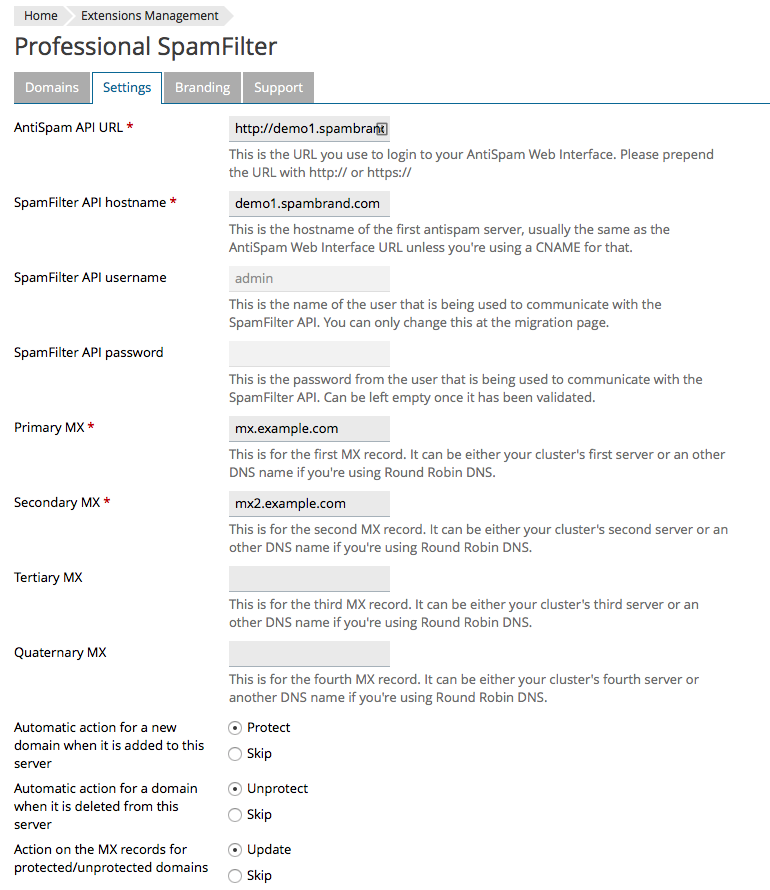 Home Extensions Management
Professional SpamFilter
Domains Settings Branding Support
AntiSpam API URL *
http://demo1.spambrant
This is the URL you use to login to your AntiSpam Web Interface. Please prepend
the URL with http:// or https://
SpamFilter API hostname *
demo1.spambrand.com
This is the hostname of the first antispam server, usually the same as the
AntiSpam Web Interface URL unless you're using a CNAME for that.
SpamFilter API username
admin
This is the name of the user that is being used to communicate with the
SpamFilter API. You can only change this at the migration page.
SpamFilter API password
This is the password from the user that is being used to communicate with the
SpamFilter API. Can be left empty once it has been validated.
Primary MX *
mx.example.com
This is for the first MX record. It can be either your cluster's first server or an other
DNS name if you're using Round Robin DNS.
Secondary MX *
mx2.example.com
This is for the second MX record. It can be either your cluster's second server or an
other DNS name if you're using Round Robin DNS.
Tertiary MX
This is for the third MX record. It can be either your cluster's third server or an
other DNS name if you're using Round Robin DNS.
Quaternary MX
This is for the fourth MX record. It can be either your cluster's fourth server or
another DNS name if you're using Round Robin DNS.
Automatic action for a new
domain when it is added to this
server
Protect
Skip
Automatic action for a domain
when it is deleted from this
server
Unprotect
Skip
Action on the MX records for
protected/unprotected domains
Update
Skip